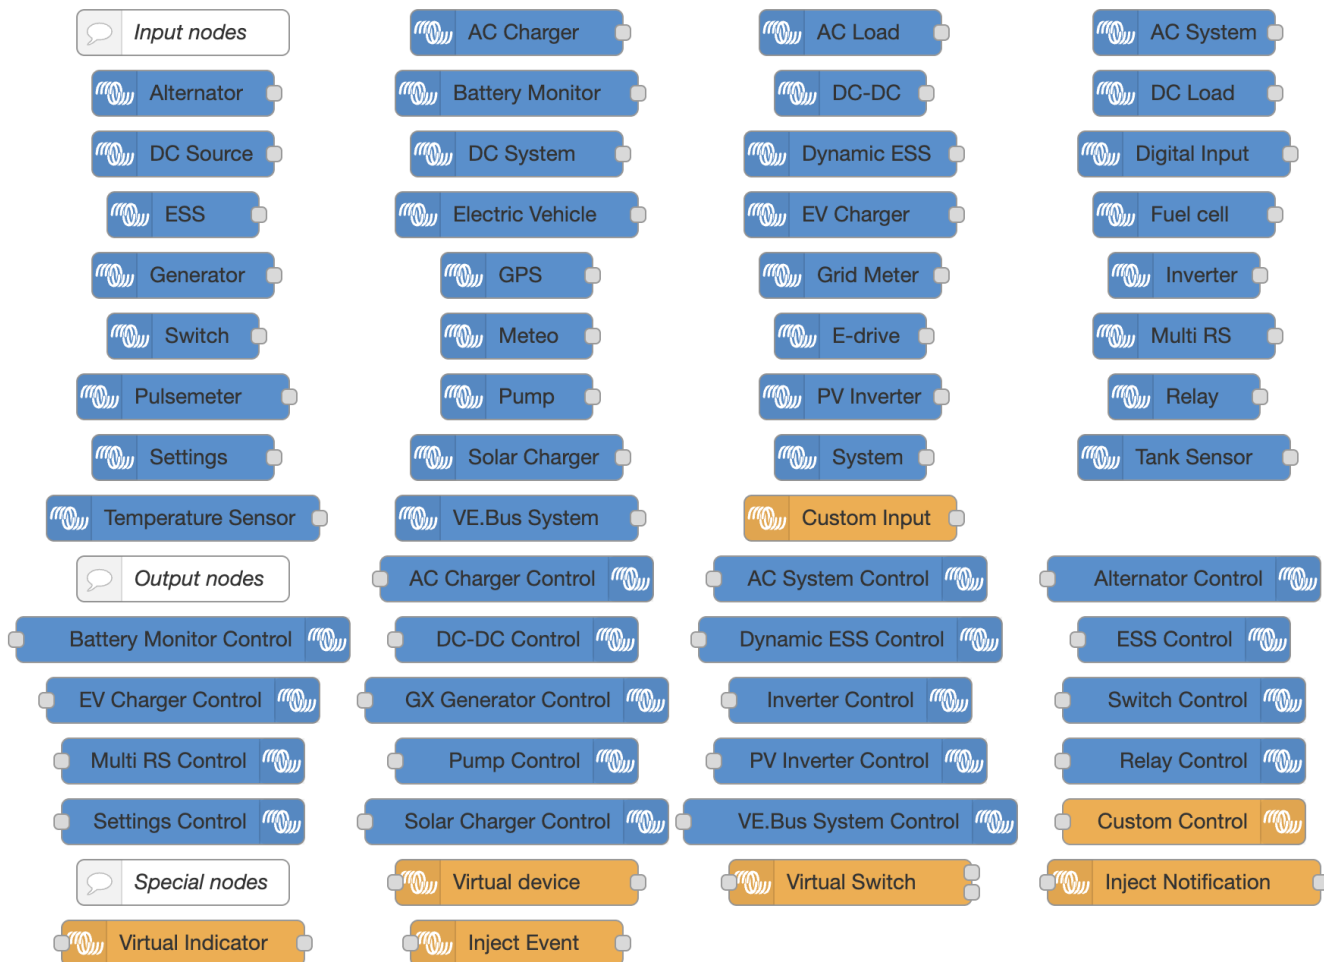 Input nodes
AC Charger
AC Load
AC System
Alternator
Battery Monitor
DC-DC
DC Load
DC Source
DC System
Dynamic ESS
Digital Input
ESS
Electric Vehicle
EV Charger
Fuel cell
Generator
GPS
Grid Meter
Inverter
Switch
Meteo
E-drive
Multi RS
Pulsemeter
Pump
PV Inverter
Relay
Settings
Solar Charger
System
Tank Sensor
Temperature Sensor
VE.Bus System
Custom Input
Output nodes
AC Charger Control
AC System Control
Alternator Control
Battery Monitor Control
DC-DC Control
Dynamic ESS Control
ESS Control
EV Charger Control
GX Generator Control
Inverter Control
Switch Control
Multi RS Control
Pump Control
PV Inverter Control
Relay Control
Settings Control
Solar Charger Control
VE.Bus System Control
Custom Control
Special nodes
Virtual device
Virtual Switch
Inject Notification
Virtual Indicator
Inject Event